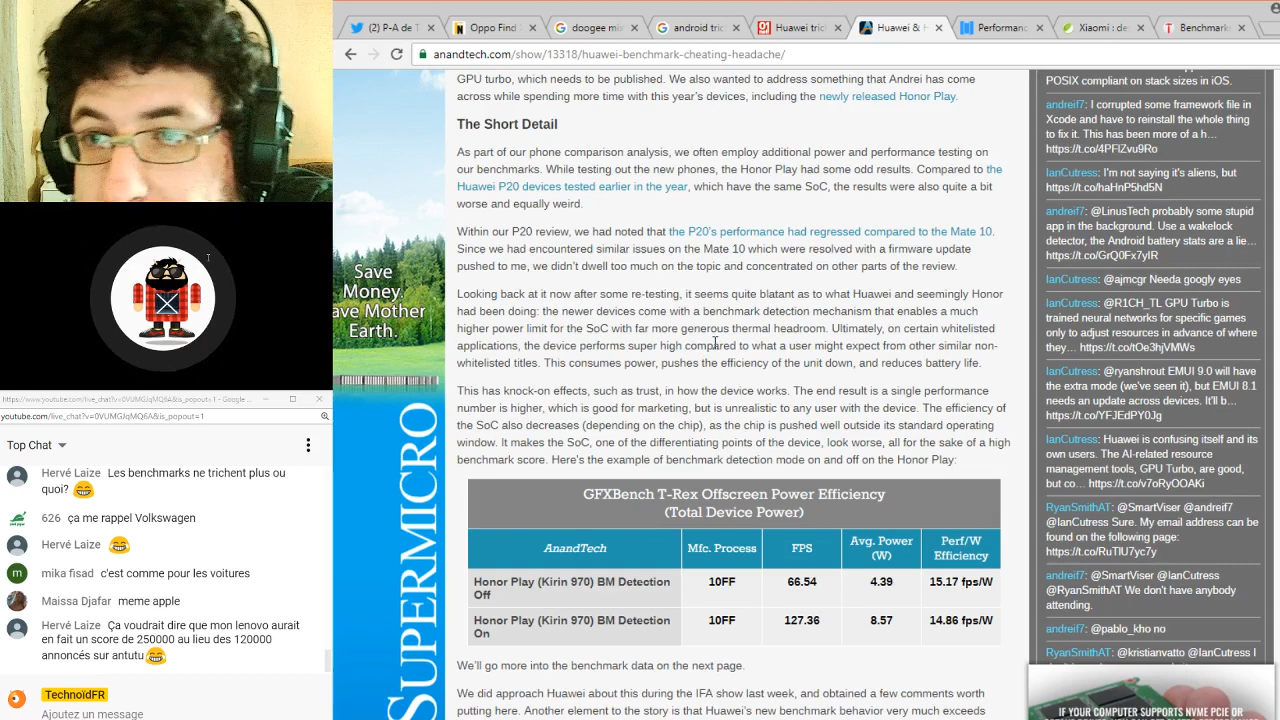 (2) P-A de T
Oppo Find
doogee mix
android tric
Huawei tric
Huawei &
Performanc
Xiaomi : de
Benchmark
anandtech.com/show/13318/huawei-benchmark-cheating-headache/
GPU turbo, which needs to be published. We also wanted to address something that Andrei has come
across while spending more time with this year's devices, including the newly released Honor Play.
The Short Detail
As part of our phone comparison analysis, we often employ additional power and performance testing on
our benchmarks. While testing out the new phones, the Honor Play had some odd results. Compared to the
Huawei P20 devices tested earlier in the year, which have the same SoC, the results were also quite a bit
worse and equally weird.
Within our P20 review, we had noted that the P20's performance had regressed compared to the Mate 10.
Since we had encountered similar issues on the Mate 10 which were resolved with a firmware update
pushed to me, we didn't dwell too much on the topic and concentrated on other parts of the review.
Looking back at it now after some re-testing, it seems quite blatant as to what Huawei and seemingly Honor
had been doing: the newer devices come with a benchmark detection mechanism that enables a much
higher power limit for the SoC with far more generous thermal headroom. Ultimately, on certain whitelisted
applications, the device performs super high compared to what a user might expect from other similar non-
whitelisted titles. This consumes power, pushes the efficiency of the unit down, and reduces battery life.
This has knock-on effects, such as trust, in how the device works. The end result is a single performance
number is higher, which is good for marketing, but is unrealistic to any user with the device. The efficiency of
the SoC also decreases (depending on the chip), as the chip is pushed well outside its standard operating
window. It makes the SoC, one of the differentiating points of the device, look worse, all for the sake of a high
benchmark score. Here's the example of benchmark detection mode on and off on the Honor Play:
GFXBench T-Rex Offscreen Power Efficiency
(Total Device Power)
AnandTech Mfc. Process FPS Avg. Power (W) Perf/W Efficiency
Honor Play (Kirin 970) BM Detection Off 10FF 66.54 4.39 15.17 fps/W
Honor Play (Kirin 970) BM Detection On 10FF 127.36 8.57 14.86 fps/W
We'll go more into the benchmark data on the next page.
We did approach Huawei about this during the IFA show last week, and obtained a few comments worth
putting here. Another element to the story is that Huawei's new benchmark behavior very much exceeds
Save
Money.
ave Mother
Earth.
SUPERMICRO
POSIX compliant on stack sizes in iOS.
andreif7: I corrupted some framework file in
Xcode and have to reinstall the whole thing
to fix it. This has been more of a h…
https://t.co/4PFlZvu9Ro
IanCutress: I'm not saying it's aliens, but
https://t.co/haHnP5hd5N
andreif7: @LinusTech probably some stupid
app in the background. Use a wakelock
detector, the Android battery stats are a lie…
https://t.co/GrQ0Fx7yIR
IanCutress: @ajmcgr Needa googly eyes
IanCutress: @R1CH_TL GPU Turbo is
trained neural networks for specific games
only to adjust resources in advance of where
they… https://t.co/tOe3hjVMWs
IanCutress: @ryanshrout EMUI 9.0 will have
the extra mode (we've seen it), but EMUI 8.1
needs an update across devices. It'll b…
https://t.co/YFJEdPY0Jg
IanCutress: Huawei is confusing itself and its
own users. The AI-related resource
management tools, GPU Turbo, are good,
but co… https://t.co/v7oRyOOAKi
RyanSmithAT: @SmartViser @andreif7
@IanCutress Sure. My email address can be
found on the following page:
https://t.co/RuTlU7yc7y
andreif7: @SmartViser @IanCutress
@RyanSmithAT We don't have anybody
attending.
andreif7: @pablo_kho no
RyanSmithAT: @kristianvatto @IanCutress I
IF YOUR COMPUTER SUPPORTS NVME PCIE OR
https://www.youtube.com/live_chat?v=0VUMGJqMQ6A&is_popout=1 - Google …
youtube.com/live_chat?v=0VUMGJqMQ6A&is_popout=1
Top Chat
Hervé Laize Les benchmarks ne trichent plus ou
quoi?
626 ça me rappel Volkswagen
Hervé Laize
mika fisad c'est comme pour les voitures
Maissa Djafar meme apple
Hervé Laize Ça voudrait dire que mon lenovo aurait
en fait un score de 250000 au lieu des 120000
annoncés sur antutu
TechnoïdFR
Ajoutez un message